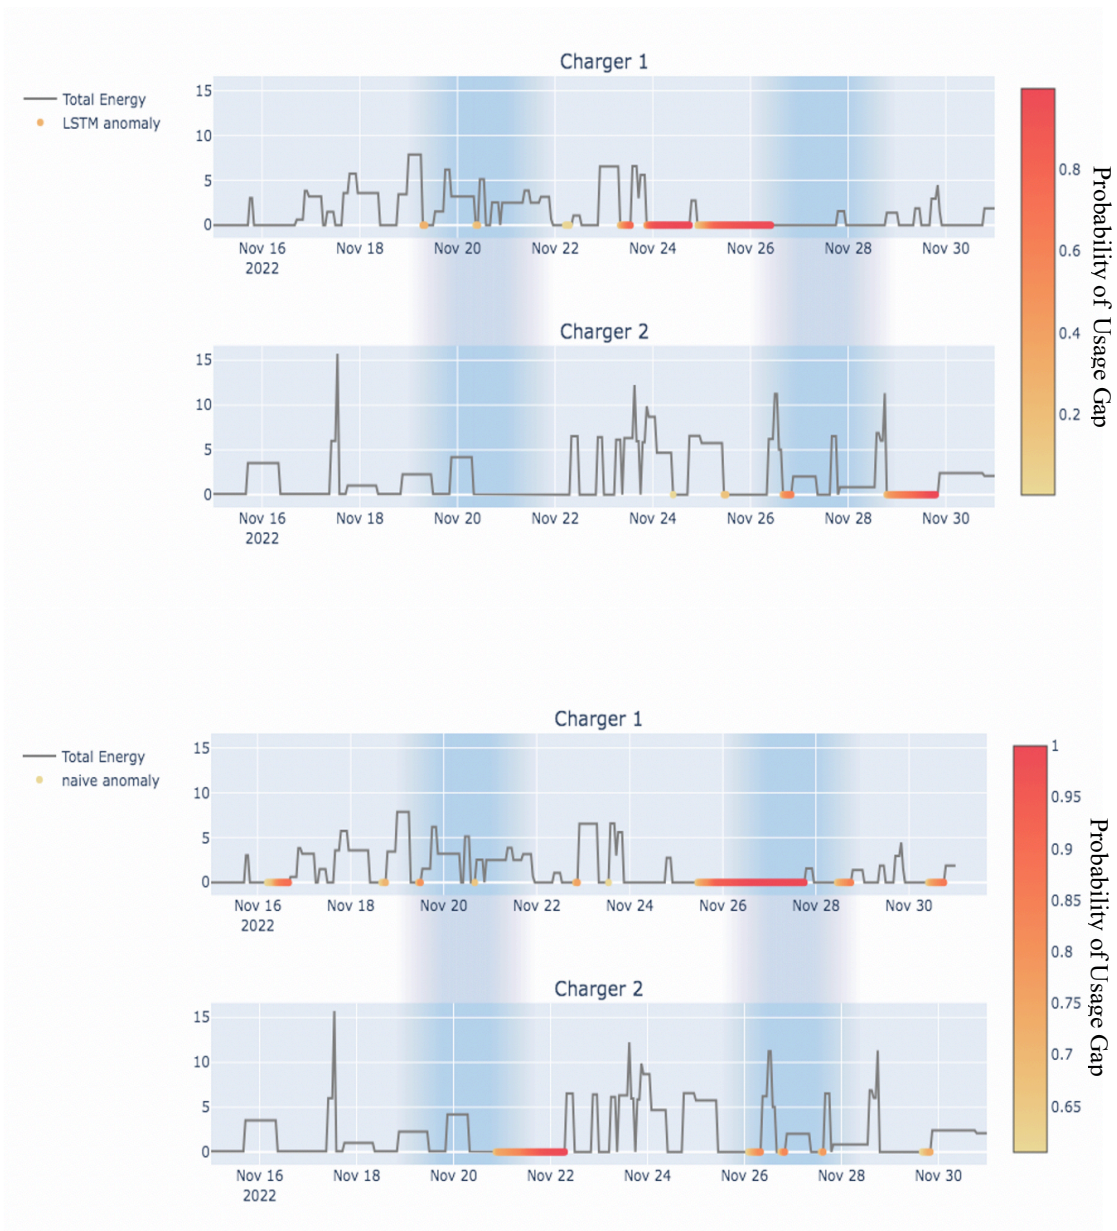 Charger 1
Total Energy
LSTM anomaly
15
10
5
0
Nov 16 Nov 18 Nov 20 Nov 22 Nov 24 Nov 26 Nov 28 Nov 30
2022
Charger 2
15
10
5
0
Nov 16 Nov 18 Nov 20 Nov 22 Nov 24 Nov 26 Nov 28 Nov 30
2022
0.8
0.6
0.4
0.2
Probability of Usage Gap
Charger 1
Total Energy
naive anomaly
15
10
5
0
Nov 16 Nov 18 Nov 20 Nov 22 Nov 24 Nov 26 Nov 28 Nov 30
2022
Charger 2
15
10
5
0
Nov 16 Nov 18 Nov 20 Nov 22 Nov 24 Nov 26 Nov 28 Nov 30
2022
1
0.95
0.9
0.85
0.8
0.75
0.7
0.65
Probability of Usage Gap